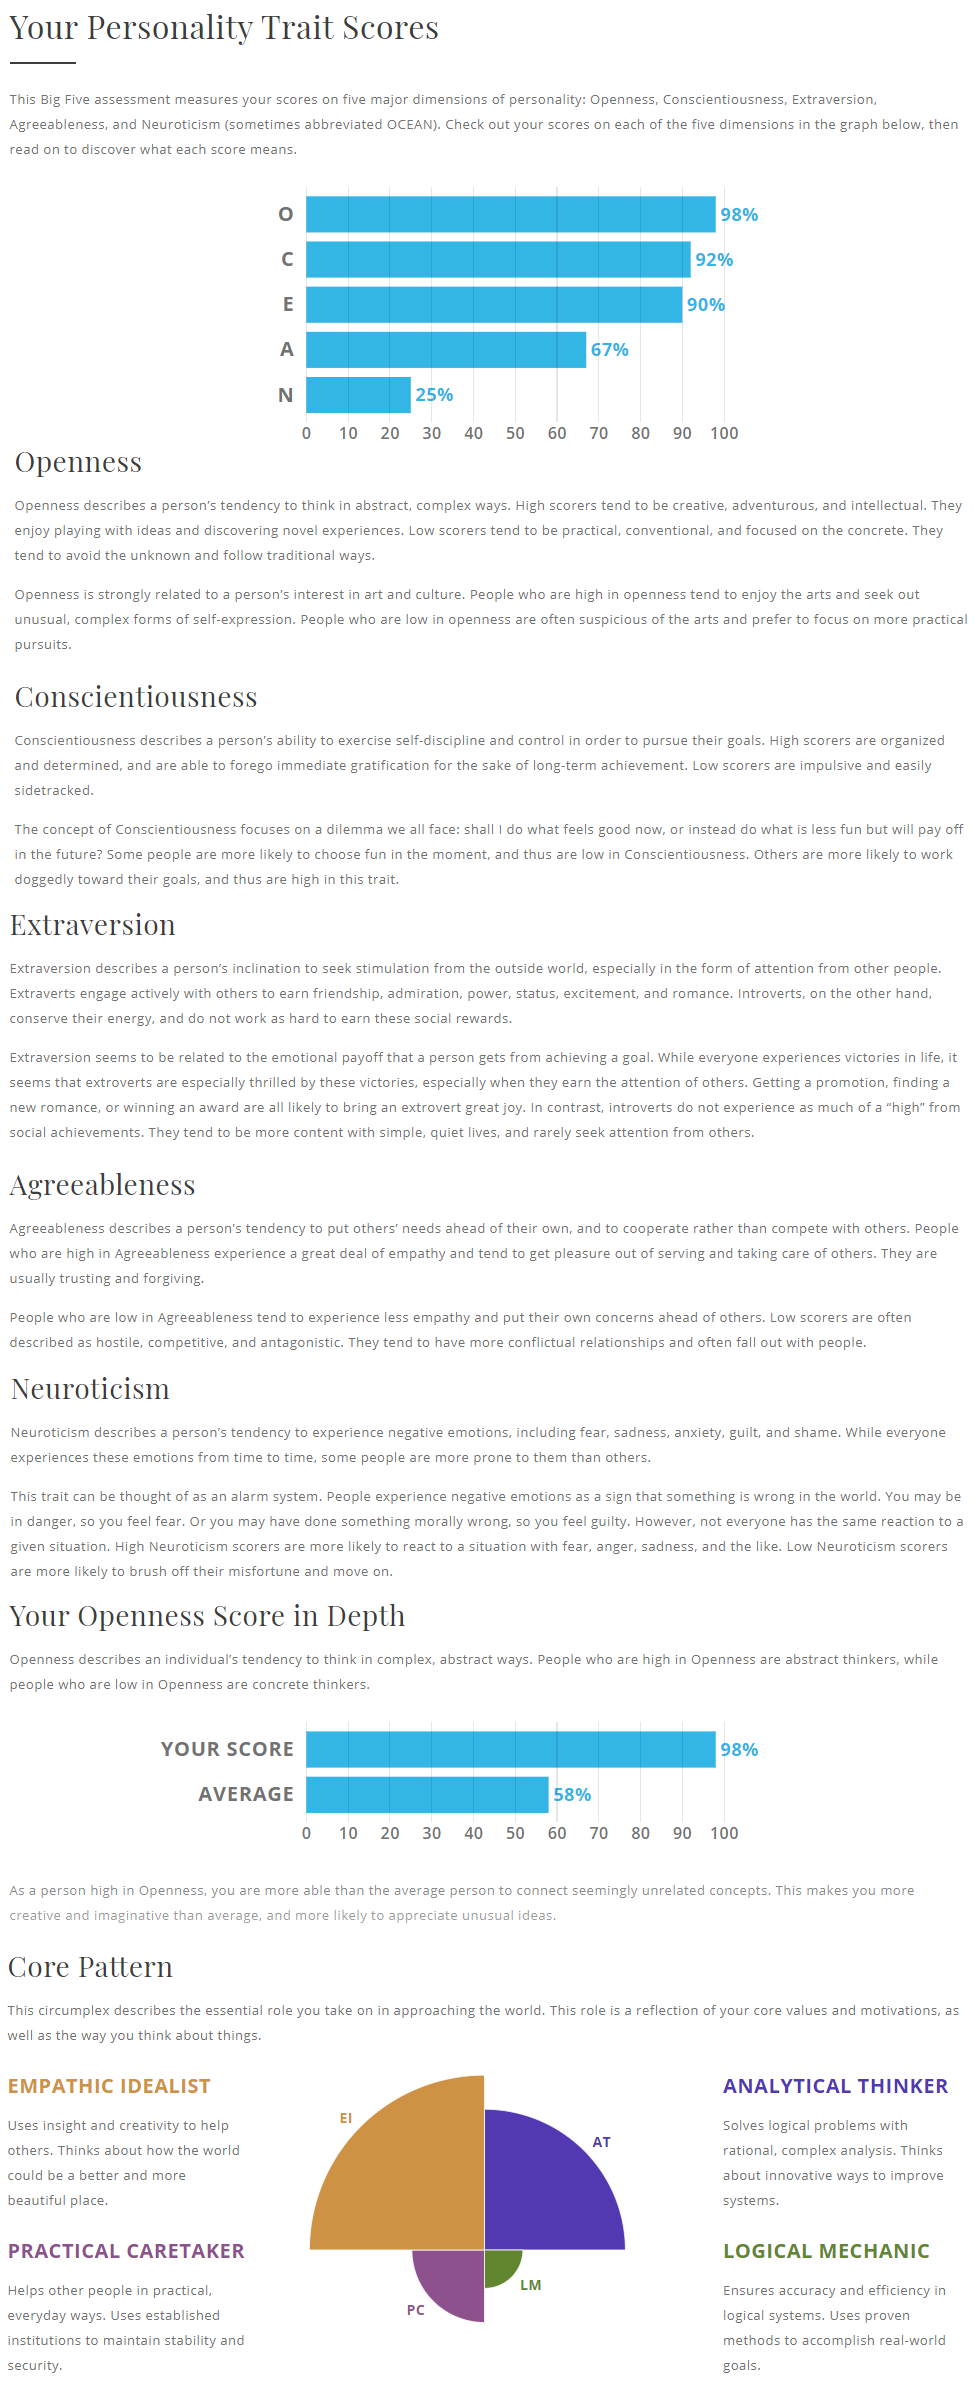 Your Personality Trait Scores
This Big Five assessment measures your scores on five major dimensions of personality: Openness, Conscientiousness, Extraversion,
Agreeableness, and Neuroticism (sometimes abbreviated OCEAN). Check out your scores on each of the five dimensions in the graph below, then
read on to discover what each score means.
O 98%
C 92%
E 90%
A 67%
N 25%
0 10 20 30 40 50 60 70 80 90 100
Openness
Openness describes a person’s tendency to think in abstract, complex ways. High scorers tend to be creative, adventurous, and intellectual. They
enjoy playing with ideas and discovering novel experiences. Low scorers tend to be practical, conventional, and focused on the concrete. They
tend to avoid the unknown and follow traditional ways.
Openness is strongly related to a person’s interest in art and culture. People who are high in openness tend to enjoy the arts and seek out
unusual, complex forms of self-expression. People who are low in openness are often suspicious of the arts and prefer to focus on more practical
pursuits.
Conscientiousness
Conscientiousness describes a person’s ability to exercise self-discipline and control in order to pursue their goals. High scorers are organized
and determined, and are able to forego immediate gratification for the sake of long-term achievement. Low scorers are impulsive and easily
sidetracked.
The concept of Conscientiousness focuses on a dilemma we all face: shall I do what feels good now, or instead do what is less fun but will pay off
in the future? Some people are more likely to choose fun in the moment, and thus are low in Conscientiousness. Others are more likely to work
doggedly toward their goals, and thus are high in this trait.
Extraversion
Extraversion describes a person’s inclination to seek stimulation from the outside world, especially in the form of attention from other people.
Extraverts engage actively with others to earn friendship, admiration, power, status, excitement, and romance. Introverts, on the other hand,
conserve their energy, and do not work as hard to earn these social rewards.
Extraversion seems to be related to the emotional payoff that a person gets from achieving a goal. While everyone experiences victories in life, it
seems that extroverts are especially thrilled by these victories, especially when they earn the attention of others. Getting a promotion, finding a
new romance, or winning an award are all likely to bring an extrovert great joy. In contrast, introverts do not experience as much of a “high” from
social achievements. They tend to be more content with simple, quiet lives, and rarely seek attention from others.
Agreeableness
Agreeableness describes a person’s tendency to put others’ needs ahead of their own, and to cooperate rather than compete with others. People
who are high in Agreeableness experience a great deal of empathy and tend to get pleasure out of serving and taking care of others. They are
usually trusting and forgiving.
People who are low in Agreeableness tend to experience less empathy and put their own concerns ahead of others. Low scorers are often
described as hostile, competitive, and antagonistic. They tend to have more conflictual relationships and often fall out with people.
Neuroticism
Neuroticism describes a person’s tendency to experience negative emotions, including fear, sadness, anxiety, guilt, and shame. While everyone
experiences these emotions from time to time, some people are more prone to them than others.
This trait can be thought of as an alarm system. People experience negative emotions as a sign that something is wrong in the world. You may be
in danger, so you feel fear. Or you may have done something morally wrong, so you feel guilty. However, not everyone has the same reaction to a
given situation. High Neuroticism scorers are more likely to react to a situation with fear, anger, sadness, and the like. Low Neuroticism scorers
are more likely to brush off their misfortune and move on.
Your Openness Score in Depth
Openness describes an individual’s tendency to think in complex, abstract ways. People who are high in Openness are abstract thinkers, while
people who are low in Openness are concrete thinkers.
YOUR SCORE 98%
AVERAGE 58%
0 10 20 30 40 50 60 70 80 90 100
As a person high in Openness, you are more able than the average person to connect seemingly unrelated concepts. This makes you more
creative and imaginative than average, and more likely to appreciate unusual ideas.
Core Pattern
This circumplex describes the essential role you take on in approaching the world. This role is a reflection of your core values and motivations, as
well as the way you think about things.
EMPATHIC IDEALIST
Uses insight and creativity to help
others. Thinks about how the world
could be a better and more
beautiful place.
PRACTICAL CARETAKER
Helps other people in practical,
everyday ways. Uses established
institutions to maintain stability and
security.
EI
AT
PC
LM
ANALYTICAL THINKER
Solves logical problems with
rational, complex analysis. Thinks
about innovative ways to improve
systems.
LOGICAL MECHANIC
Ensures accuracy and efficiency in
logical systems. Uses proven
methods to accomplish real-world
goals.